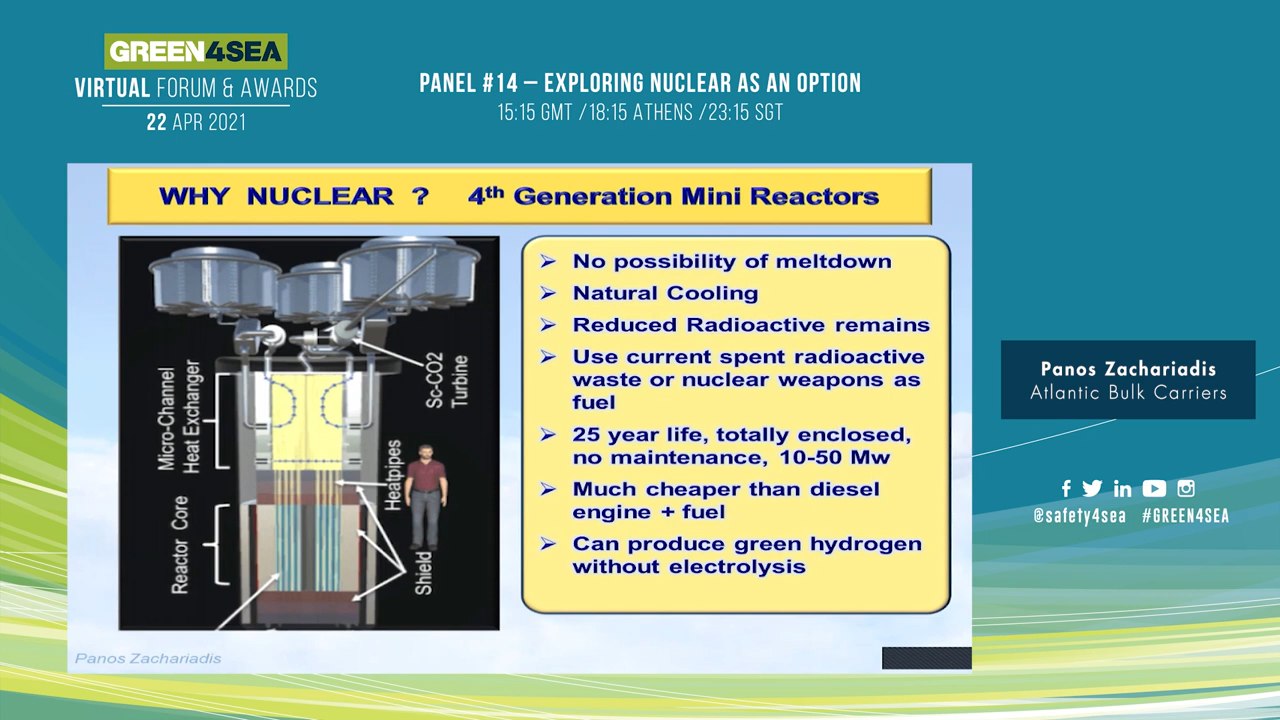 GREEN4SEA
VIRTUAL FORUM & AWARDS
22 APR 2021
PANEL #14 – EXPLORING NUCLEAR AS AN OPTION
15:15 GMT /18:15 ATHENS /23:15 SGT
WHY NUCLEAR ? 4th Generation Mini Reactors
Micro-Channel
Heat Exchanger
Sc-CO2
Turbine
Heatpipes
Reactor Core
Shield
➢ No possibility of meltdown
➢ Natural Cooling
➢ Reduced Radioactive remains
➢ Use current spent radioactive
waste or nuclear weapons as
fuel
➢ 25 year life, totally enclosed,
no maintenance, 10-50 Mw
➢ Much cheaper than diesel
engine + fuel
➢ Can produce green hydrogen
without electrolysis
Panos Zachariadis
Panos Zachariadis
Atlantic Bulk Carriers
@safety4sea #GREEN4SEA